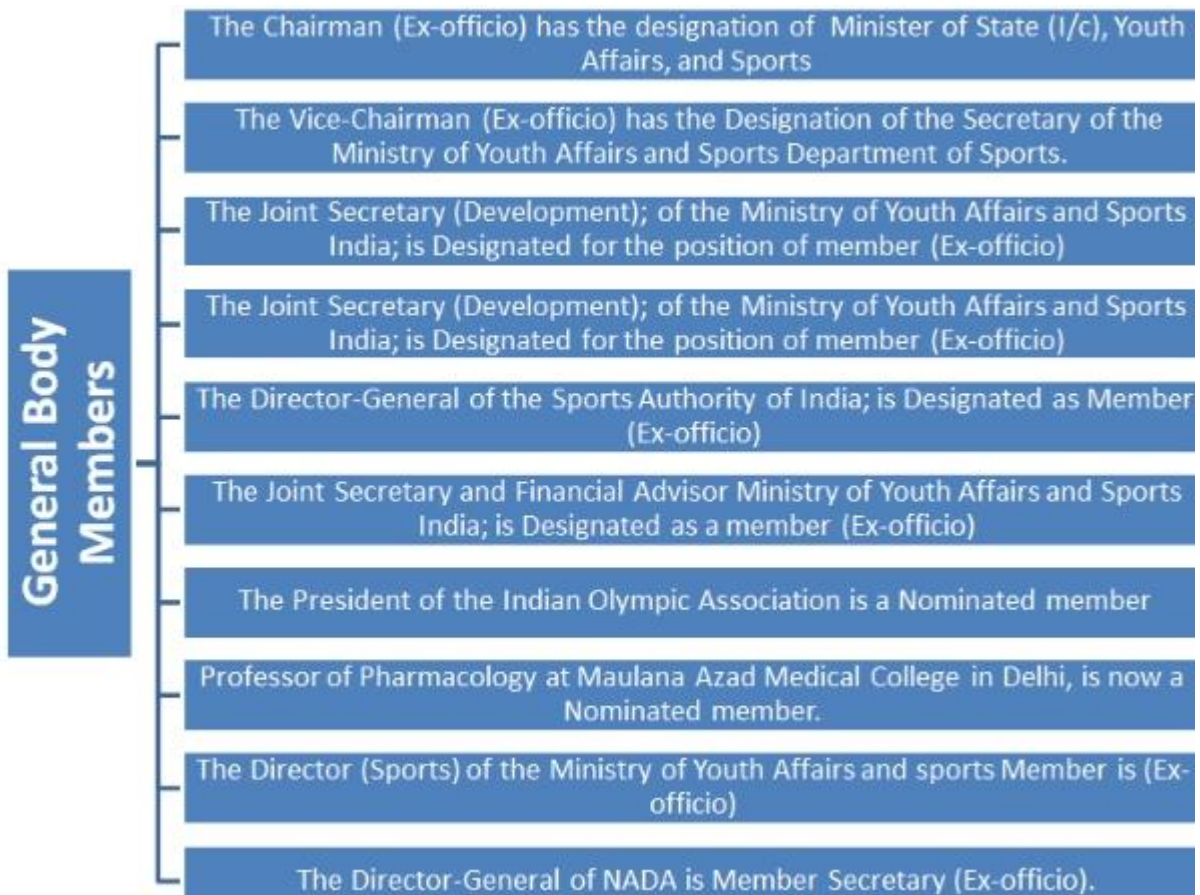 General Body
Members
The Chairman (Ex-officio) has the designation of Minister of State (I/c), Youth
Affairs, and Sports
The Vice-Chairman (Ex-officio) has the Designation of the Secretary of the
Ministry of Youth Affairs and Sports Department of Sports.
The Joint Secretary (Development); of the Ministry of Youth Affairs and Sports
India; is Designated for the position of member (Ex-officio)
The Joint Secretary (Development); of the Ministry of Youth Affairs and Sports
India; is Designated for the position of member (Ex-officio)
The Director-General of the Sports Authority of India; is Designated as Member
(Ex-officio)
The Joint Secretary and Financial Advisor Ministry of Youth Affairs and Sports
India; is Designated as a member (Ex-officio)
The President of the Indian Olympic Association is a Nominated member
Professor of Pharmacology at Maulana Azad Medical College in Delhi, is now a
Nominated member.
The Director (Sports) of the Ministry of Youth Affairs and sports Member is (Ex-
officio)
The Director-General of NADA is Member Secretary (Ex-officio).